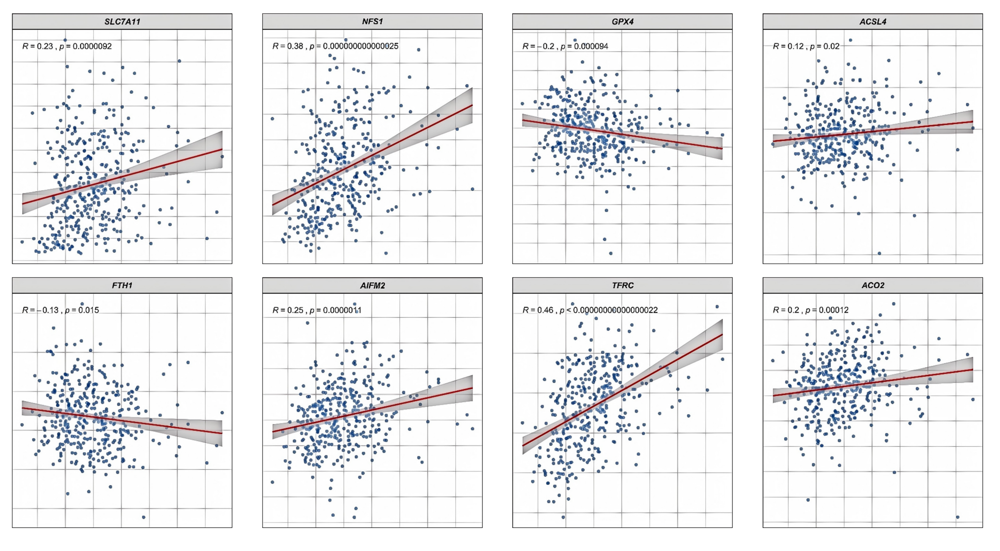 SLC7A11
R = 0.23 , p = 0.0000092
NFS1
R = 0.38 , p = 0.000000000000025
GPX4
R = −0.2 , p = 0.000094
ACSL4
R = 0.12 , p = 0.02
FTH1
R = −0.13 , p = 0.015
AIFM2
R = 0.25 , p = 0.0000011
TFRC
R = 0.46 , p < 0.00000000000000022
ACO2
R = 0.2 , p = 0.00012